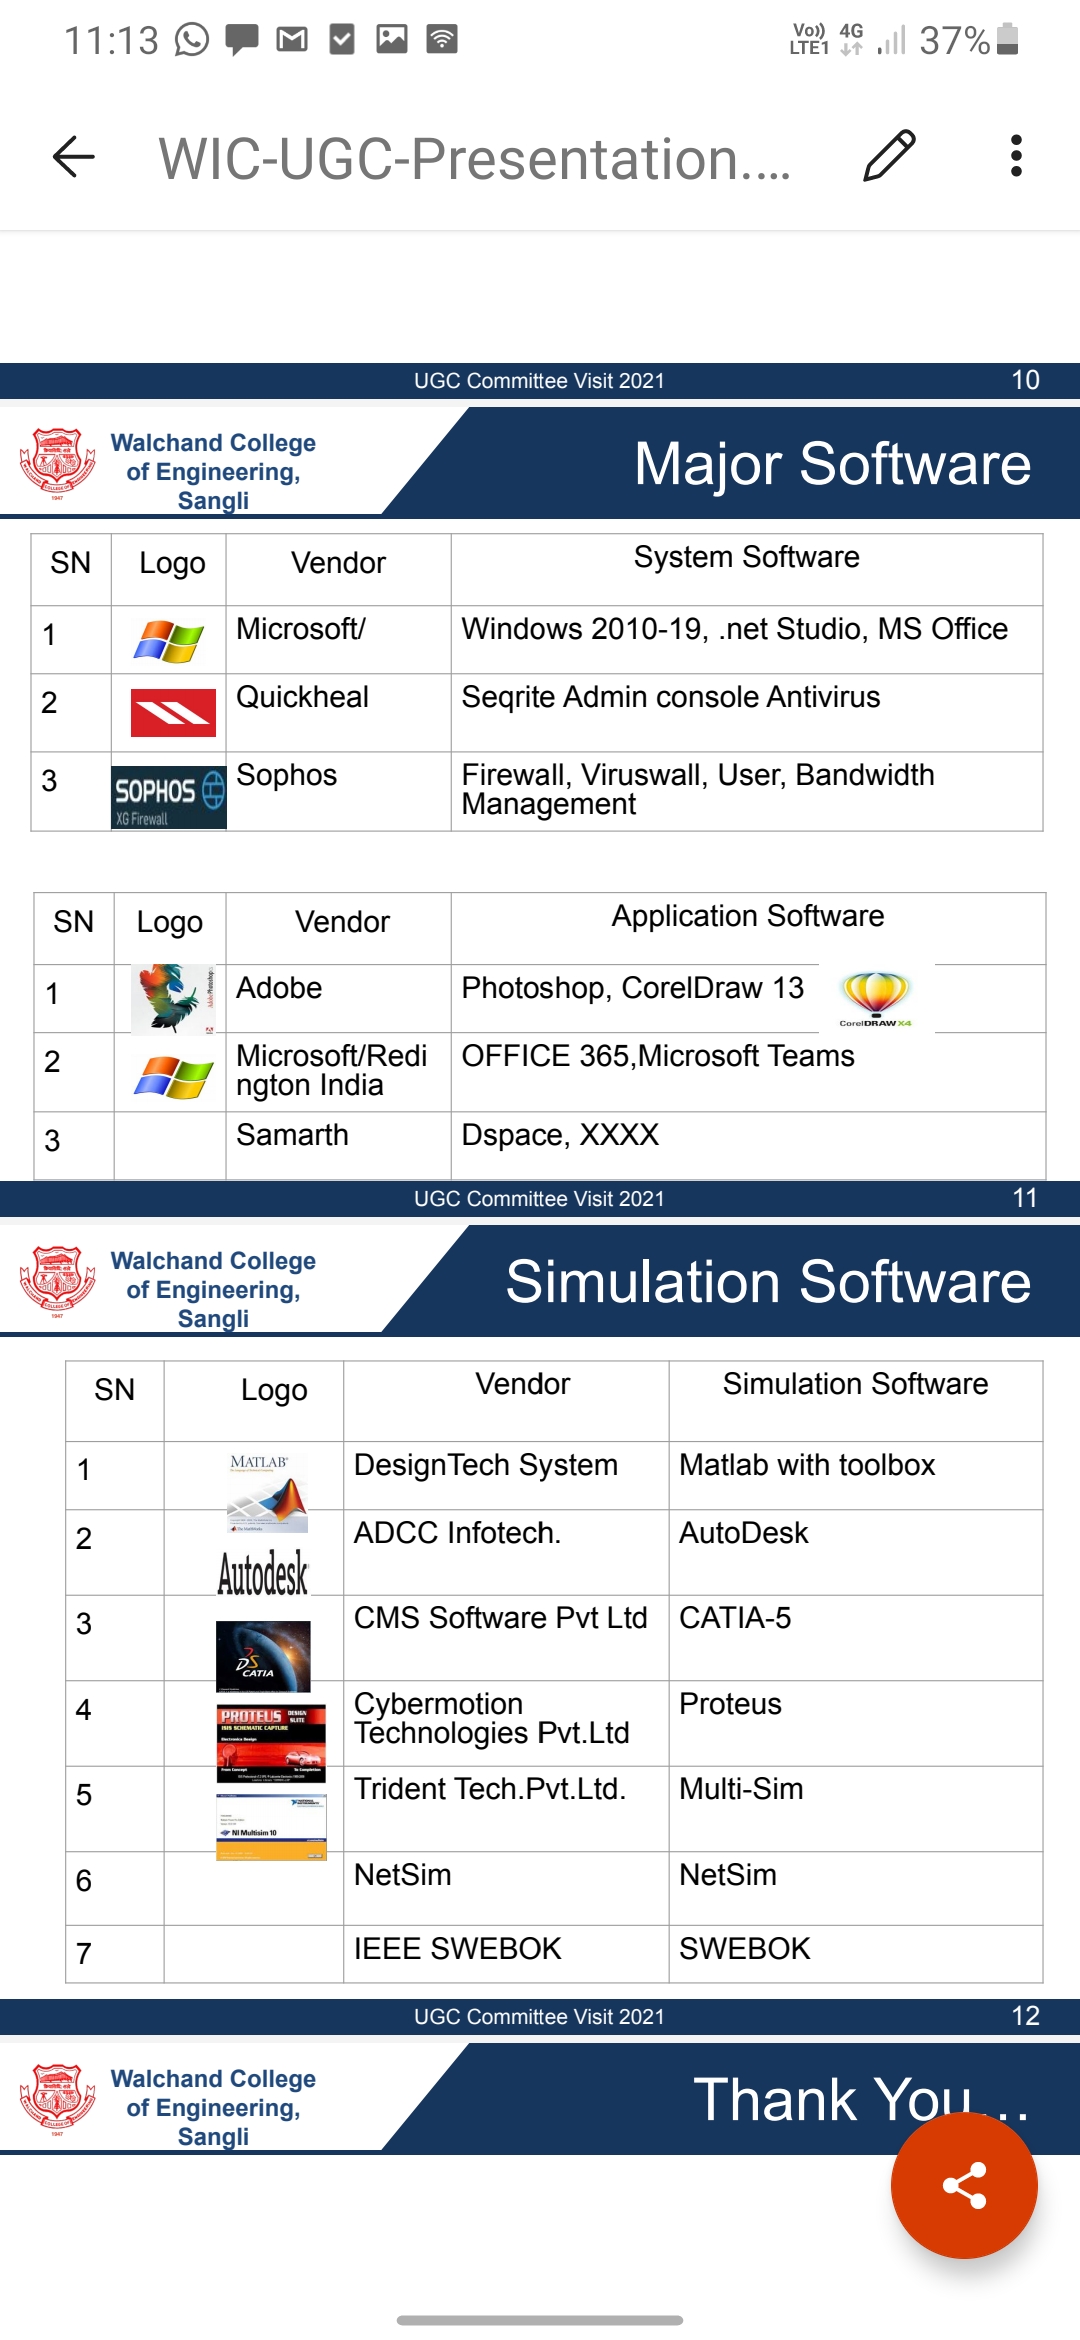 11:13
Vo)) 4G
LTE1
37%
WIC-UGC-Presentation....
UGC Committee Visit 2021 10
Walchand College
of Engineering,
Sangli
Major Software
SN Logo Vendor System Software
1 Microsoft/ Windows 2010-19, .net Studio, MS Office
2 Quickheal Seqrite Admin console Antivirus
3 SOPHOS Sophos Firewall, Viruswall, User, Bandwidth
XG Firewall Management
SN Logo Vendor Application Software
1 Adobe Photoshop, CorelDraw 13
CorelDRAW X4
2 Microsoft/Redi OFFICE 365,Microsoft Teams
ngton India
3 Samarth Dspace, XXXX
UGC Committee Visit 2021 11
Walchand College
of Engineering,
Sangli
Simulation Software
SN Logo Vendor Simulation Software
1 MATLAB DesignTech System Matlab with toolbox
2 Autodesk ADCC Infotech. AutoDesk
3 CATIA CMS Software Pvt Ltd CATIA-5
4 PROTEUS DESIGN SUITE Cybermotion Proteus
ISIS SCHEMATIC CAPTURE Technologies Pvt.Ltd
5 NI Multisim 10 Trident Tech.Pvt.Ltd. Multi-Sim
6 NetSim NetSim
7 IEEE SWEBOK SWEBOK
UGC Committee Visit 2021 12
Walchand College
of Engineering,
Sangli
Thank You...